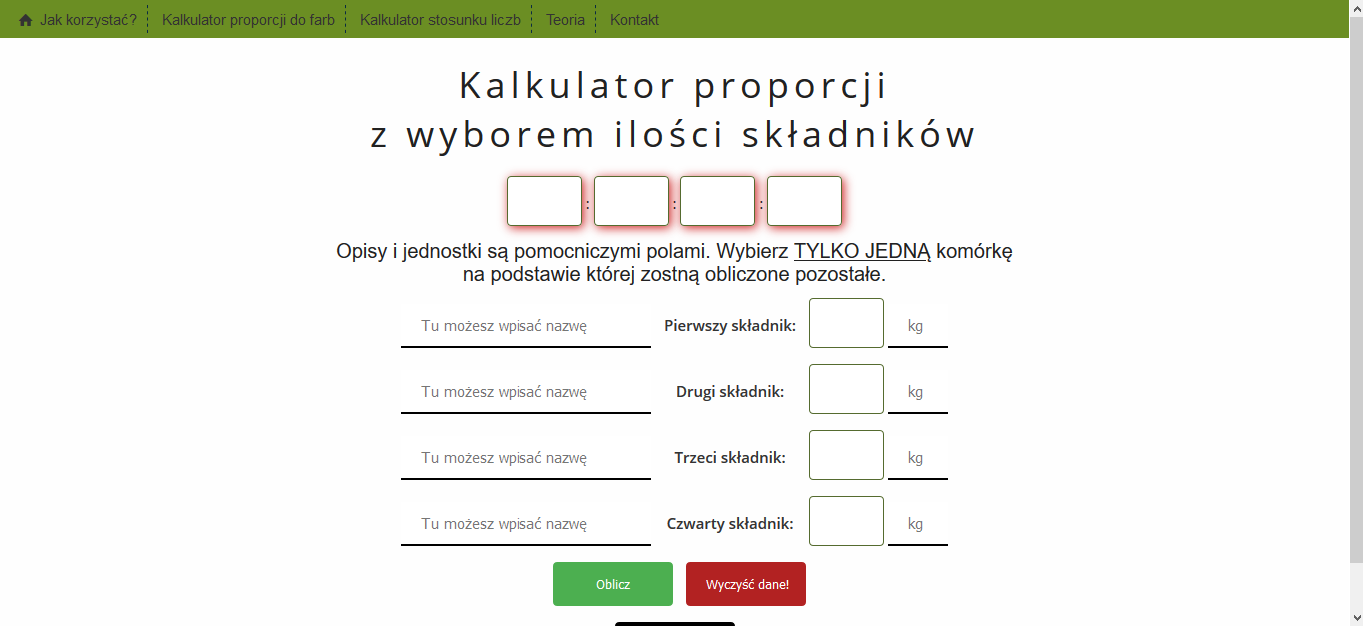 Jak korzystać? Kalkulator proporcji do farb Kalkulator stosunku liczb Teoria Kontakt
Kalkulator proporcji
z wyborem ilości składników
: : :
Opisy i jednostki są pomocniczymi polami. Wybierz TYLKO JEDNĄ komórkę
na podstawie której zostną obliczone pozostałe.
Tu możesz wpisać nazwę Pierwszy składnik: kg
Tu możesz wpisać nazwę Drugi składnik: kg
Tu możesz wpisać nazwę Trzeci składnik: kg
Tu możesz wpisać nazwę Czwarty składnik: kg
Oblicz Wyczyść dane!